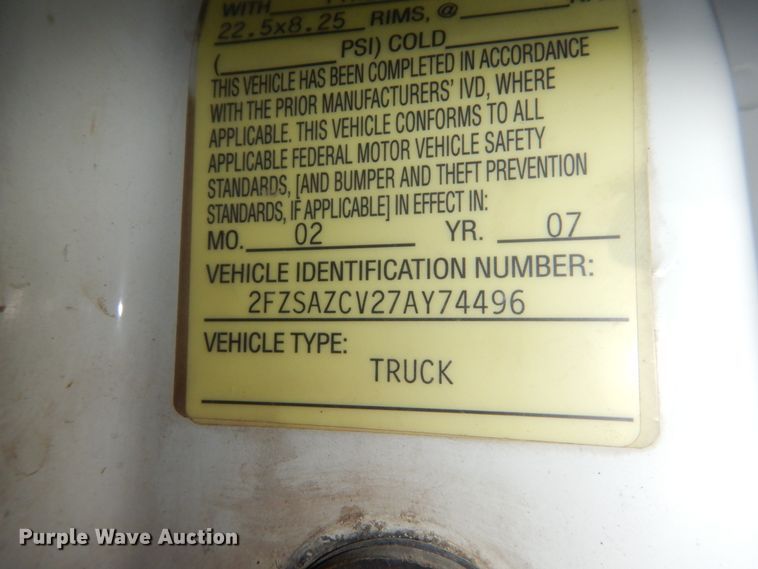 WITH
22.5x8.25 RIMS, @
( PSI) COLD
THIS VEHICLE HAS BEEN COMPLETED IN ACCORDANCE
WITH THE PRIOR MANUFACTURERS' IVD, WHERE
APPLICABLE. THIS VEHICLE CONFORMS TO ALL
APPLICABLE FEDERAL MOTOR VEHICLE SAFETY
STANDARDS, [AND BUMPER AND THEFT PREVENTION
STANDARDS, IF APPLICABLE] IN EFFECT IN:
MO. 02 YR. 07
VEHICLE IDENTIFICATION NUMBER:
2FZSAZCV27AY74496
VEHICLE TYPE:
TRUCK
Purple Wave Auction